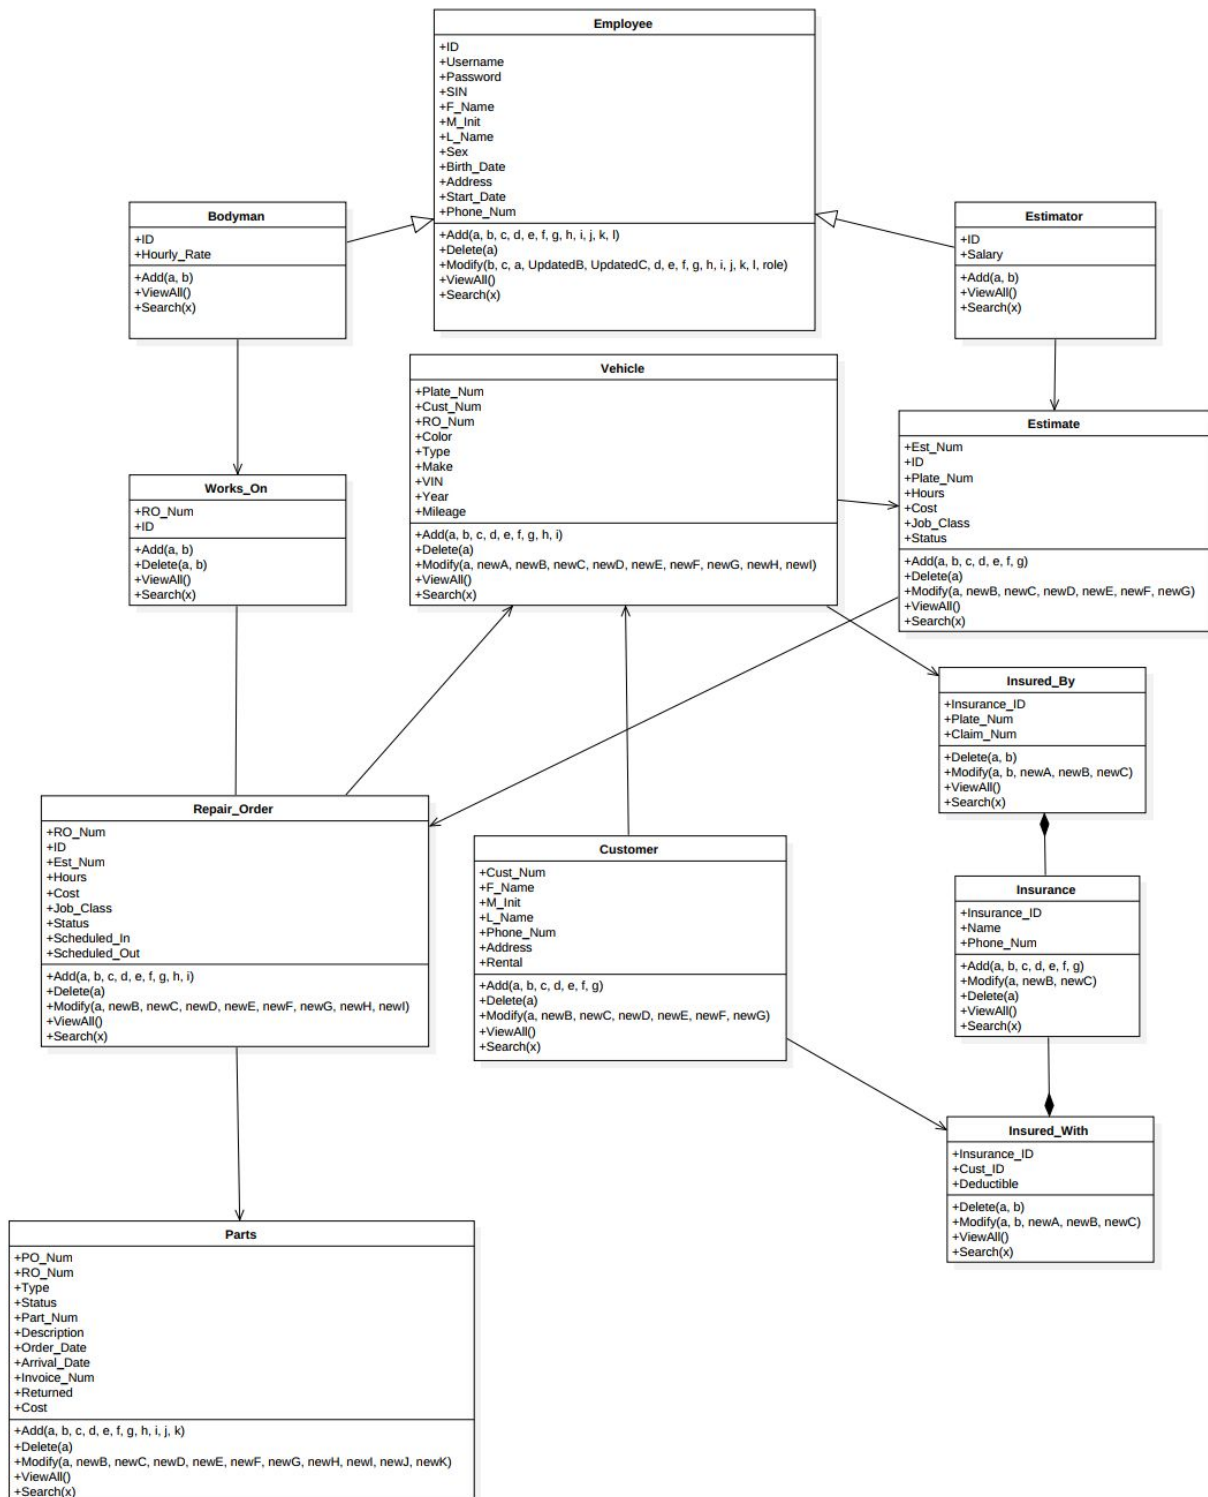 Employee
+ID
+Username
+Password
+SIN
+F_Name
+M_Init
+L_Name
+Sex
+Birth_Date
+Address
+Start_Date
+Phone_Num
+Add(a, b, c, d, e, f, g, h, i, j, k, l)
+Delete(a)
+Modify(b, c, a, UpdatedB, UpdatedC, d, e, f, g, h, i, j, k, l, role)
+ViewAll()
+Search(x)
Bodyman
+ID
+Hourly_Rate
+Add(a, b)
+ViewAll()
+Search(x)
Estimator
+ID
+Salary
+Add(a, b)
+ViewAll()
+Search(x)
Vehicle
+Plate_Num
+Cust_Num
+RO_Num
+Color
+Type
+Make
+VIN
+Year
+Mileage
+Add(a, b, c, d, e, f, g, h, i)
+Delete(a)
+Modify(a, newA, newB, newC, newD, newE, newF, newG, newH, newI)
+ViewAll()
+Search(x)
Estimate
+Est_Num
+ID
+Plate_Num
+Hours
+Cost
+Job_Class
+Status
+Add(a, b, c, d, e, f, g)
+Delete(a)
+Modify(a, newB, newC, newD, newE, newF, newG)
+ViewAll()
+Search(x)
Works_On
+RO_Num
+ID
+Add(a, b)
+Delete(a, b)
+ViewAll()
+Search(x)
Insured_By
+Insurance_ID
+Plate_Num
+Claim_Num
+Delete(a, b)
+Modify(a, b, newA, newB, newC)
+ViewAll()
+Search(x)
Repair_Order
+RO_Num
+ID
+Est_Num
+Hours
+Cost
+Job_Class
+Status
+Scheduled_In
+Scheduled_Out
+Add(a, b, c, d, e, f, g, h, i)
+Delete(a)
+Modify(a, newB, newC, newD, newE, newF, newG, newH, newI)
+ViewAll()
+Search(x)
Customer
+Cust_Num
+F_Name
+M_Init
+L_Name
+Phone_Num
+Address
+Rental
+Add(a, b, c, d, e, f, g)
+Delete(a)
+Modify(a, newB, newC, newD, newE, newF, newG)
+ViewAll()
+Search(x)
Insurance
+Insurance_ID
+Name
+Phone_Num
+Add(a, b, c, d, e, f, g)
+Modify(a, newB, newC)
+Delete(a)
+ViewAll()
+Search(x)
Insured_With
+Insurance_ID
+Cust_ID
+Deductible
+Delete(a, b)
+Modify(a, b, newA, newB, newC)
+ViewAll()
+Search(x)
Parts
+PO_Num
+RO_Num
+Type
+Status
+Part_Num
+Description
+Order_Date
+Arrival_Date
+Invoice_Num
+Returned
+Cost
+Add(a, b, c, d, e, f, g, h, i, j, k)
+Delete(a)
+Modify(a, newB, newC, newD, newE, newF, newG, newH, newI, newJ, newK)
+ViewAll()
+Search(x)